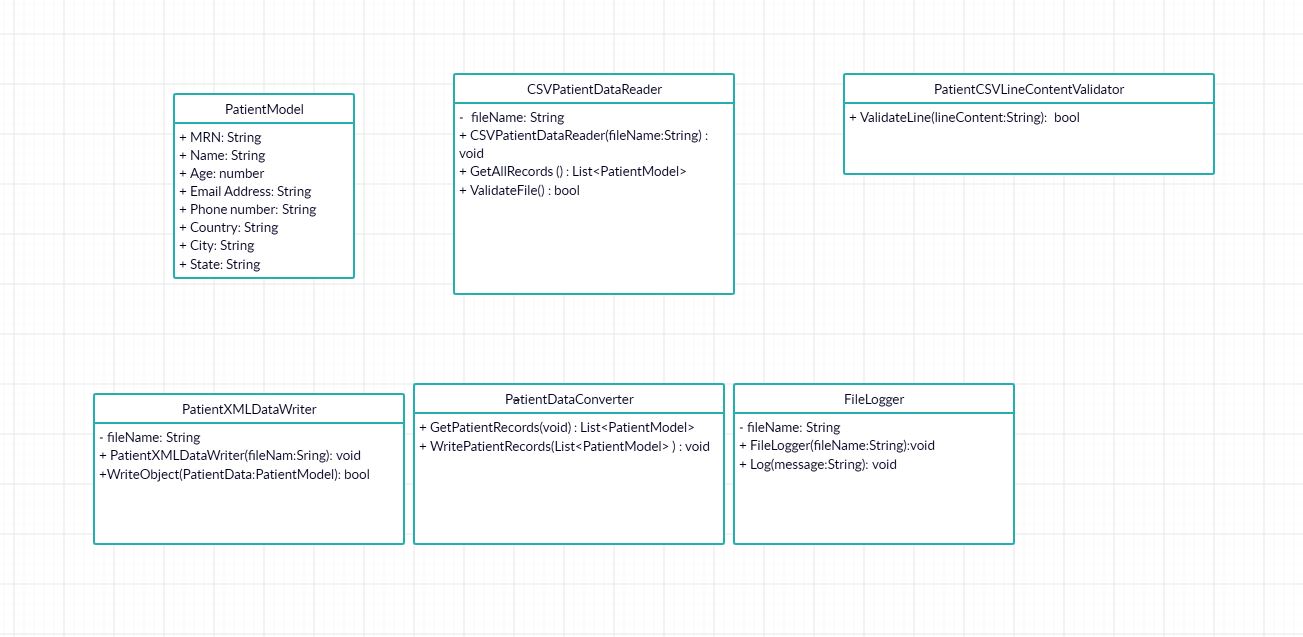 PatientModel
+ MRN: String
+ Name: String
+ Age: number
+ Email Address: String
+ Phone number: String
+ Country: String
+ City: String
+ State: String
CSVPatientDataReader
- fileName: String
+ CSVPatientDataReader(fileName:String) :
void
+ GetAllRecords () : List<PatientModel>
+ ValidateFile() : bool
PatientCSVLineContentValidator
+ ValidateLine(lineContent:String): bool
PatientXMLDataWriter
- fileName: String
+ PatientXMLDataWriter(fileNam:Sring): void
+WriteObject(PatientData:PatientModel): bool
PatientDataConverter
+ GetPatientRecords(void) : List<PatientModel>
+ WritePatientRecords(List<PatientModel> ) : void
FileLogger
- fileName: String
+ FileLogger(fileName:String):void
+ Log(message:String): void